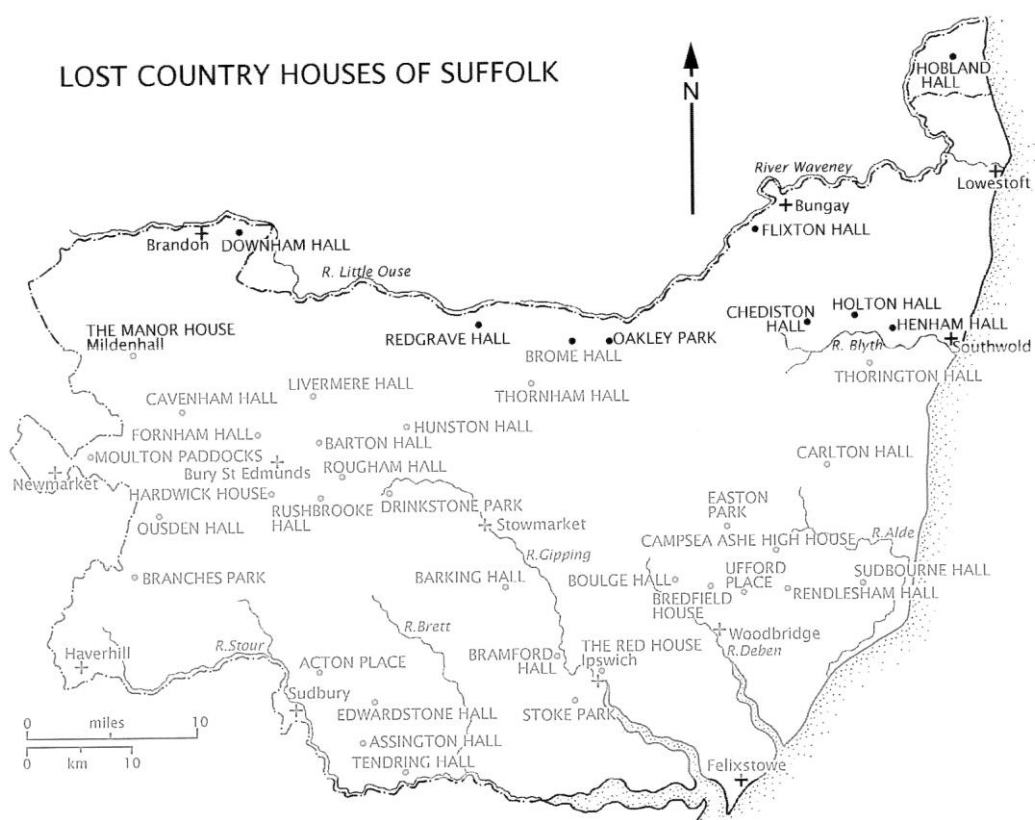 LOST COUNTRY HOUSES OF SUFFOLK
N
HOBLAND
HALL
River Waveney
Lowestoft
Bungay
FLIXTON HALL
Brandon
DOWNHAM HALL
R. Little Ouse
CHEDISTON
HALL
HOLTON HALL
HENHAM HALL
THE MANOR HOUSE
Mildenhall
REDGRAVE HALL
OAKLEY PARK
BROME HALL
R. Blyth
Southwold
THORINGTON HALL
LIVERMERE HALL
THORNHAM HALL
CAVENHAM HALL
HUNSTON HALL
FORNHAM HALL
BARTON HALL
CARLTON HALL
MOULTON PADDOCKS
Bury St Edmunds
ROUGHAM HALL
Newmarket
HARDWICK HOUSE
RUSHBROOKE
HALL
DRINKSTONE PARK
EASTON
PARK
OUSDEN HALL
Stowmarket
R.Alde
CAMPSEA ASHE HIGH HOUSE
R.Gipping
BRANCHES PARK
BARKING HALL
BOULGE HALL
UFFORD
PLACE
SUDBOURNE HALL
BREDFIELD
HOUSE
RENDLESHAM HALL
R.Brett
Woodbridge
R.Stour
THE RED HOUSE
R.Deben
Haverhill
ACTON PLACE
BRAMFORD
HALL
Ipswich
Sudbury
EDWARDSTONE HALL
STOKE PARK
0 miles 10
ASSINGTON HALL
0 km 10
TENDRING HALL
Felixstowe